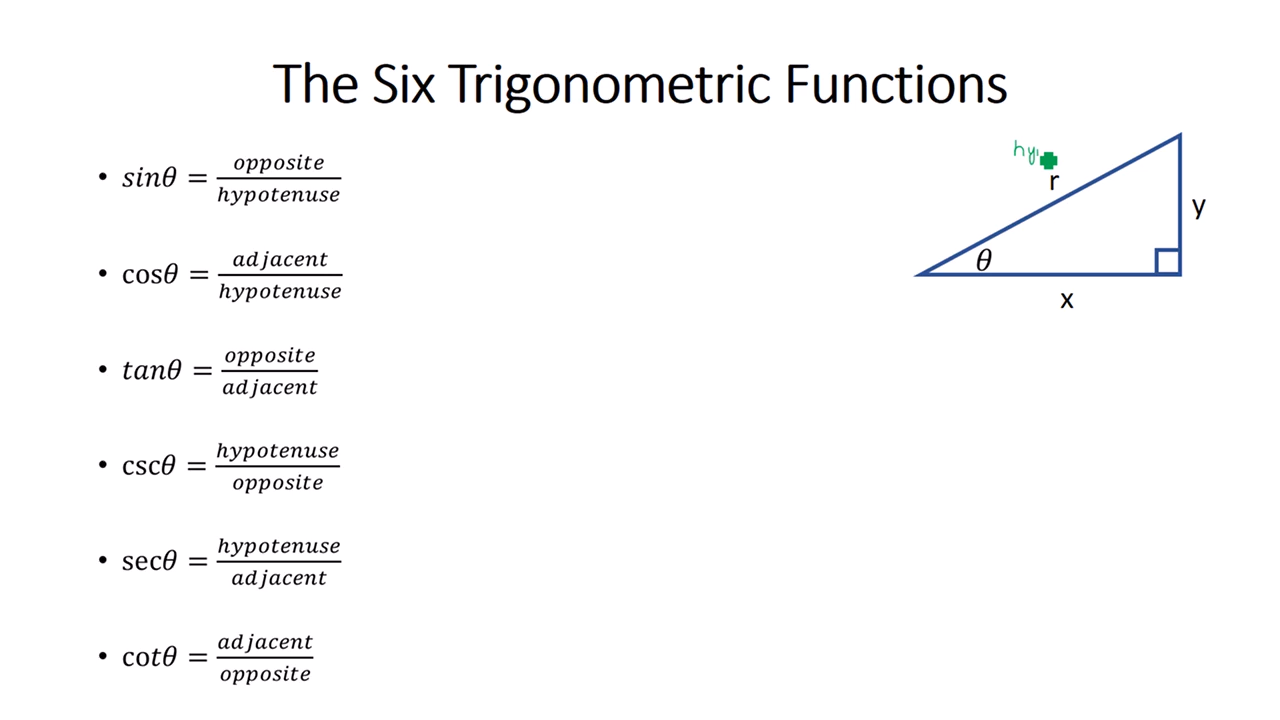 The Six Trigonometric Functions
• sinθ = opposite / hypotenuse
• cosθ = adjacent / hypotenuse
• tanθ = opposite / adjacent
• cscθ = hypotenuse / opposite
• secθ = hypotenuse / adjacent
• cotθ = adjacent / opposite
hy
r
y
θ
x